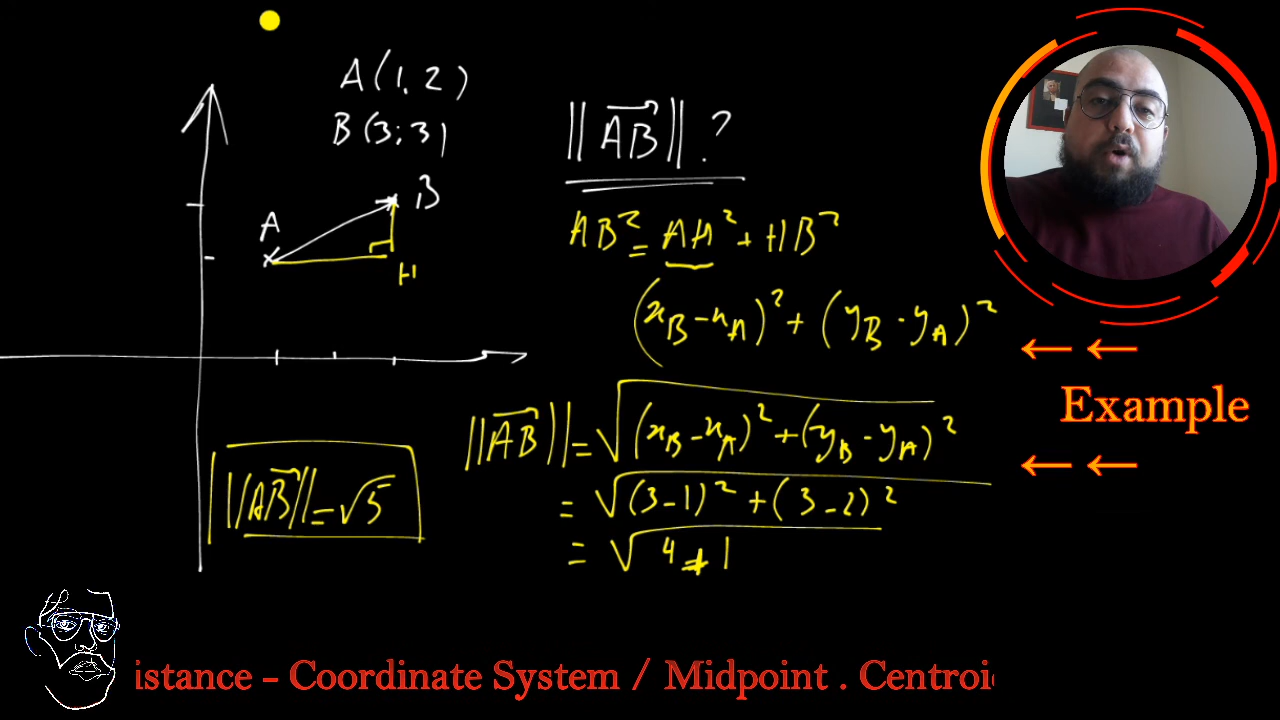 A(1,2)
B(3;3)
||AB|| ?
B
A
H
AB² = AH² + HB²
(xB - xA)² + (yB - yA)²
← ←
Example
← ←
||AB|| = √(xB - xA)² + (yB - yA)²
= √(3-1)² + (3-2)²
= √4+1
||AB|| = √5
istance - Coordinate System / Midpoint . Centroi